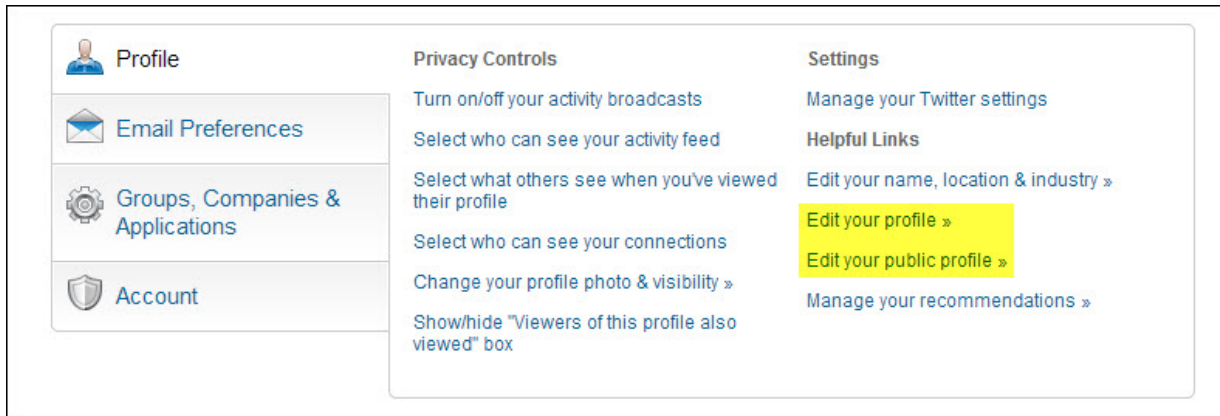 Profile
Email Preferences
Groups, Companies &
Applications
Account
Privacy Controls
Turn on/off your activity broadcasts
Select who can see your activity feed
Select what others see when you've viewed
their profile
Select who can see your connections
Change your profile photo & visibility »
Show/hide "Viewers of this profile also
viewed" box
Settings
Manage your Twitter settings
Helpful Links
Edit your name, location & industry »
Edit your profile »
Edit your public profile »
Manage your recommendations »